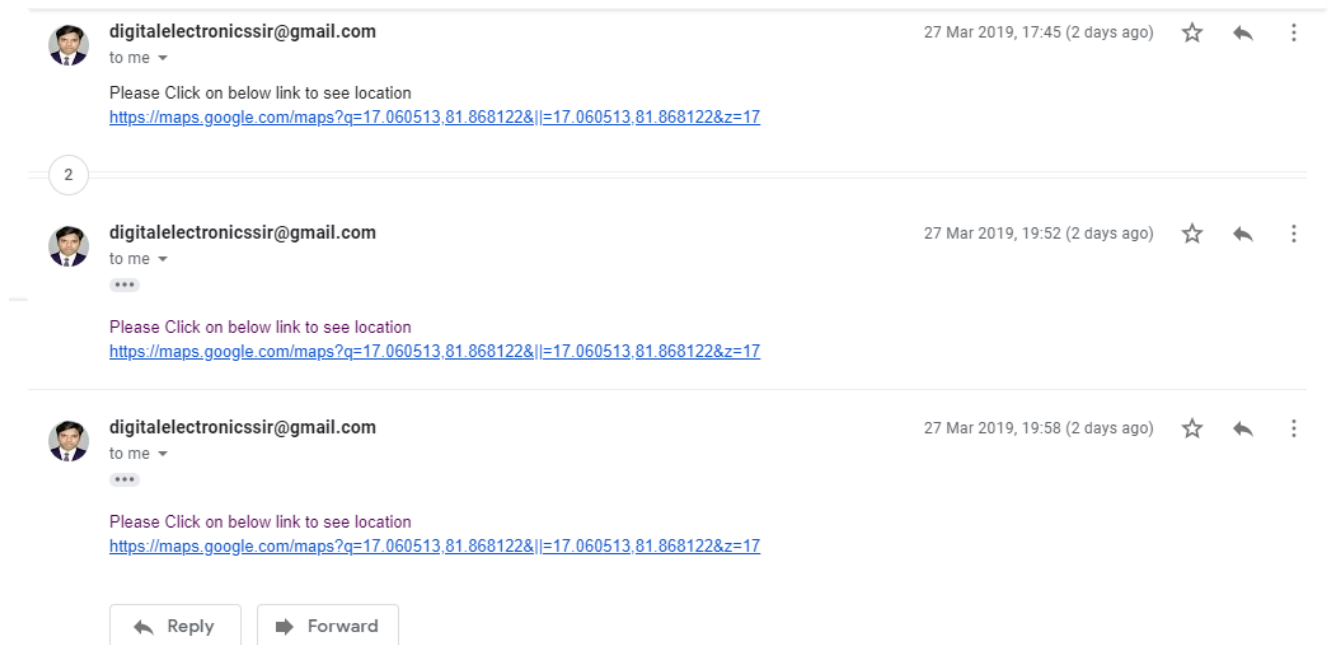 digitalelectronicssir@gmail.com 27 Mar 2019, 17:45 (2 days ago)
to me
Please Click on below link to see location
https://maps.google.com/maps?q=17.060513,81.868122&||=17.060513,81.868122&z=17
2
digitalelectronicssir@gmail.com 27 Mar 2019, 19:52 (2 days ago)
to me
Please Click on below link to see location
https://maps.google.com/maps?q=17.060513,81.868122&||=17.060513,81.868122&z=17
digitalelectronicssir@gmail.com 27 Mar 2019, 19:58 (2 days ago)
to me
Please Click on below link to see location
https://maps.google.com/maps?q=17.060513,81.868122&||=17.060513,81.868122&z=17
Reply Forward